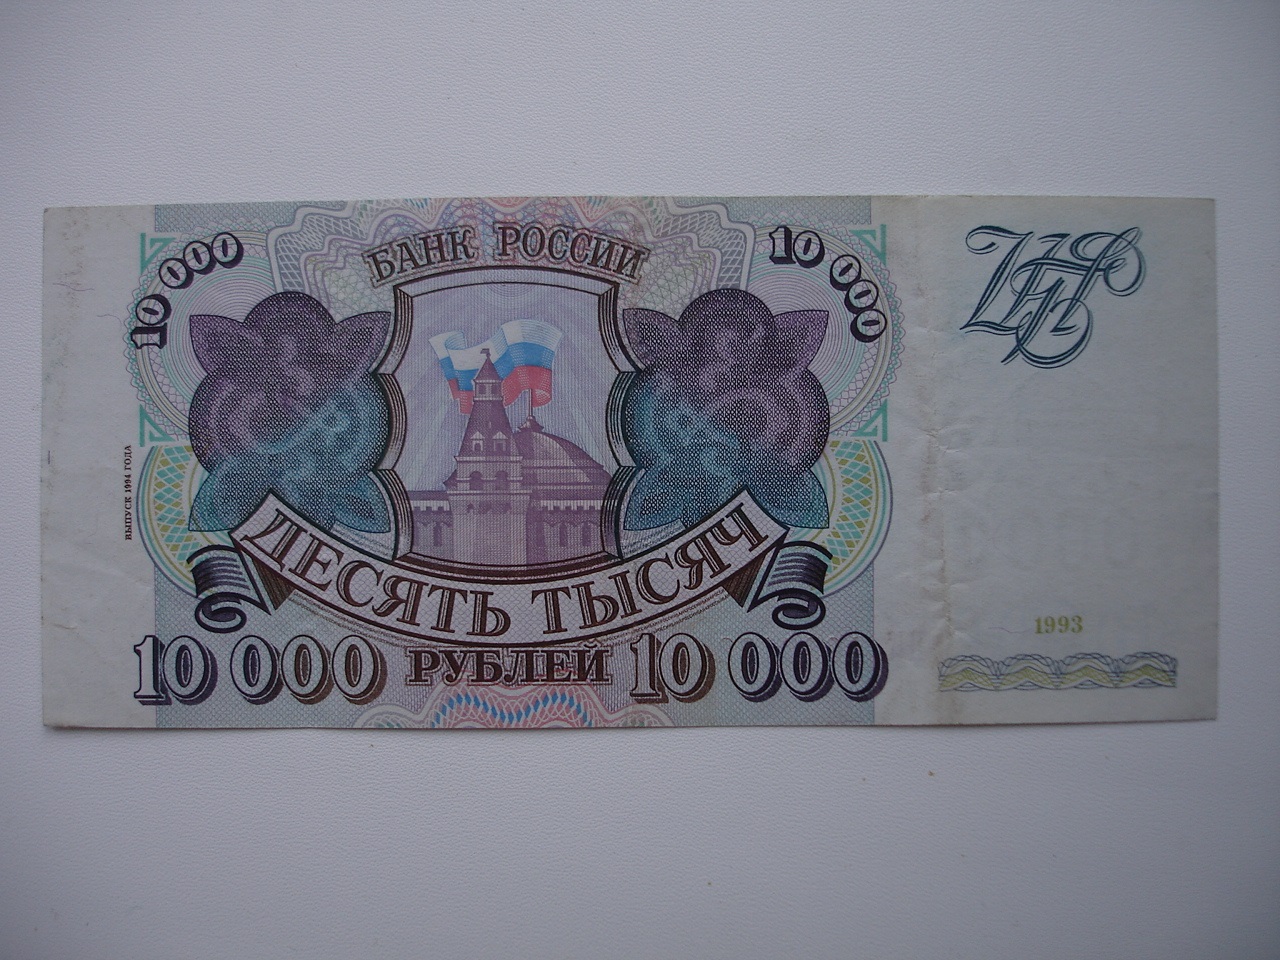 БАНК РОССИИ
10 000
10 000
ВЫПУСК 1994 ГОДА
ДЕСЯТЬ ТЫСЯЧ
10 000 РУБЛЕЙ 10 000
1993